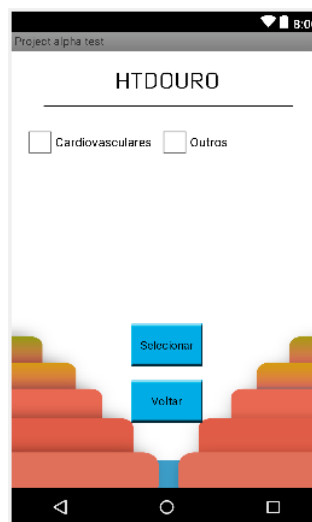 8:00
Project alpha test
HTDOURO
Cardiovasculares Outros
Selecionar
Voltar